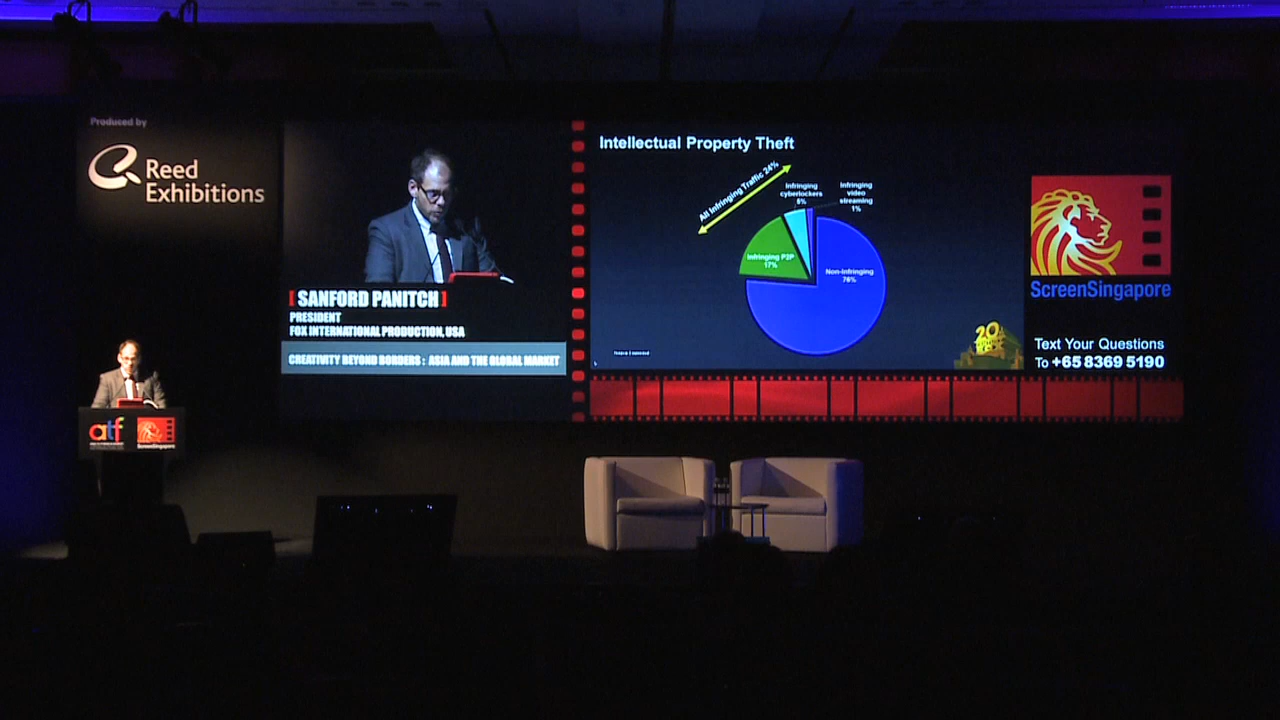 Produced by
Reed
Exhibitions
[ SANFORD PANITCH ]
PRESIDENT
FOX INTERNATIONAL PRODUCTION, USA
CREATIVITY BEYOND BORDERS : ASIA AND THE GLOBAL MARKET
Intellectual Property Theft
All Infringing Traffic 24%
Infringing
cyberlockers
6%
Infringing
video
streaming
1%
Infringing P2P
17%
Non-infringing
76%
20
ScreenSingapore
Text Your Questions
To +65 8369 5190
atf
ScreenSingapore